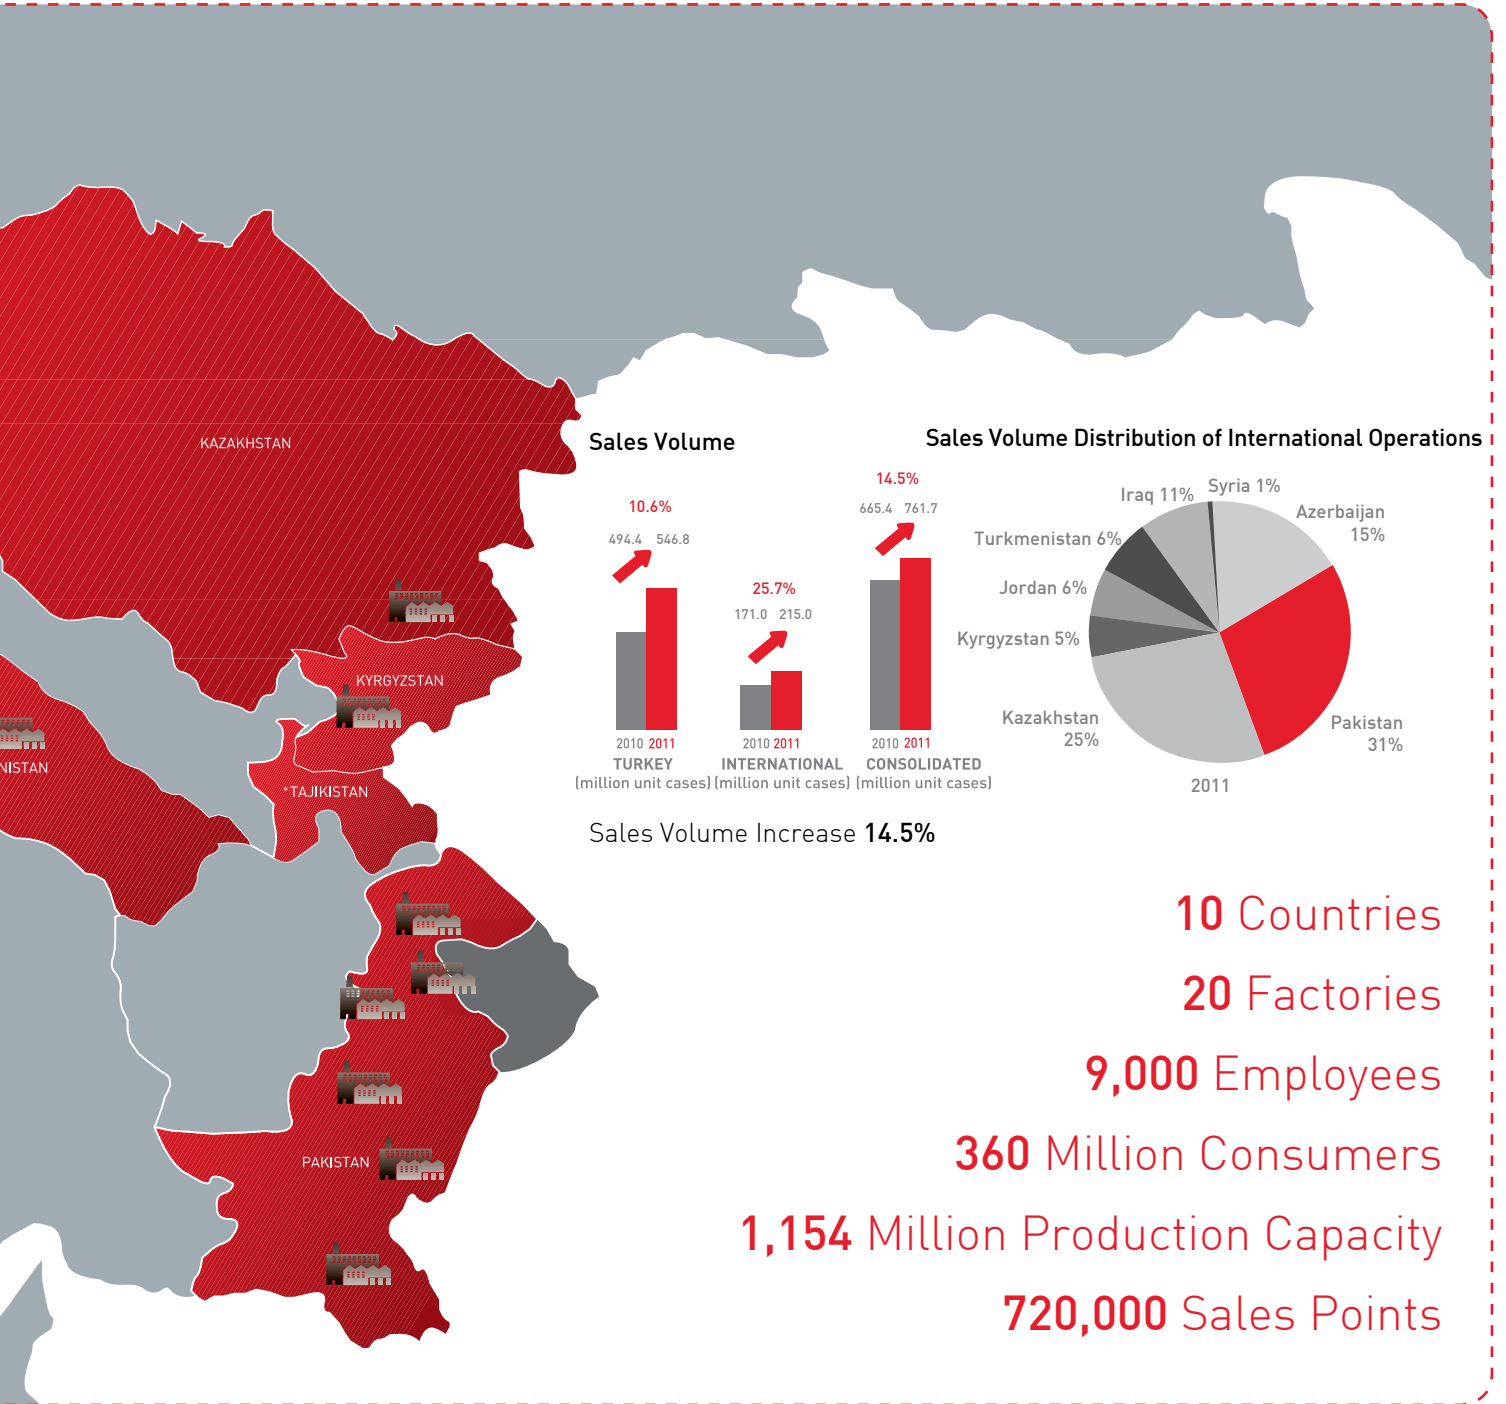 KAZAKHSTAN
KYRGYZSTAN
NISTAN
*TAJIKISTAN
PAKISTAN
Sales Volume
10.6%
494.4 546.8
2010 2011
TURKEY
(million unit cases)
25.7%
171.0 215.0
2010 2011
INTERNATIONAL
(million unit cases)
14.5%
665.4 761.7
2010 2011
CONSOLIDATED
(million unit cases)
Sales Volume Increase 14.5%
Sales Volume Distribution of International Operations
Syria 1%
Iraq 11%
Azerbaijan
15%
Turkmenistan 6%
Jordan 6%
Kyrgyzstan 5%
Kazakhstan
25%
Pakistan
31%
2011
10 Countries
20 Factories
9,000 Employees
360 Million Consumers
1,154 Million Production Capacity
720,000 Sales Points